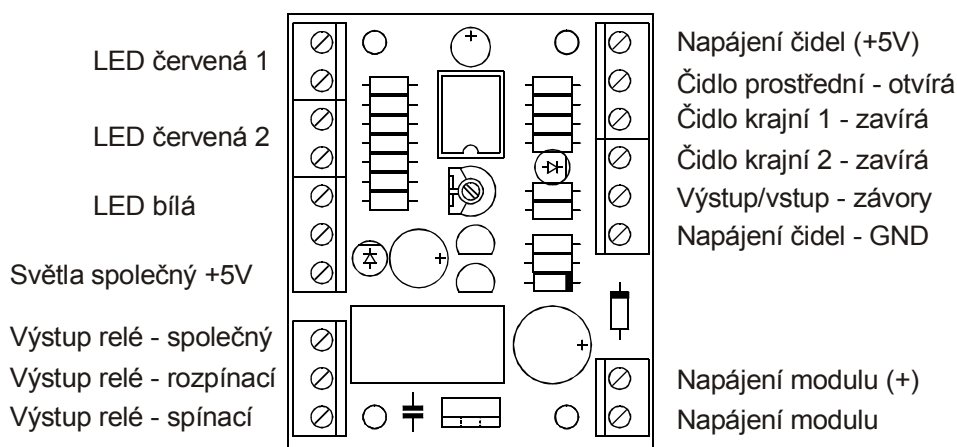 LED červená 1
LED červená 2
LED bílá
Světla společný +5V
Výstup relé - společný
Výstup relé - rozpínací
Výstup relé - spínací
Napájení čidel (+5V)
Čidlo prostřední - otvírá
Čidlo krajní 1 - zavírá
Čidlo krajní 2 - zavírá
Výstup/vstup - závory
Napájení čidel - GND
Napájení modulu (+)
Napájení modulu